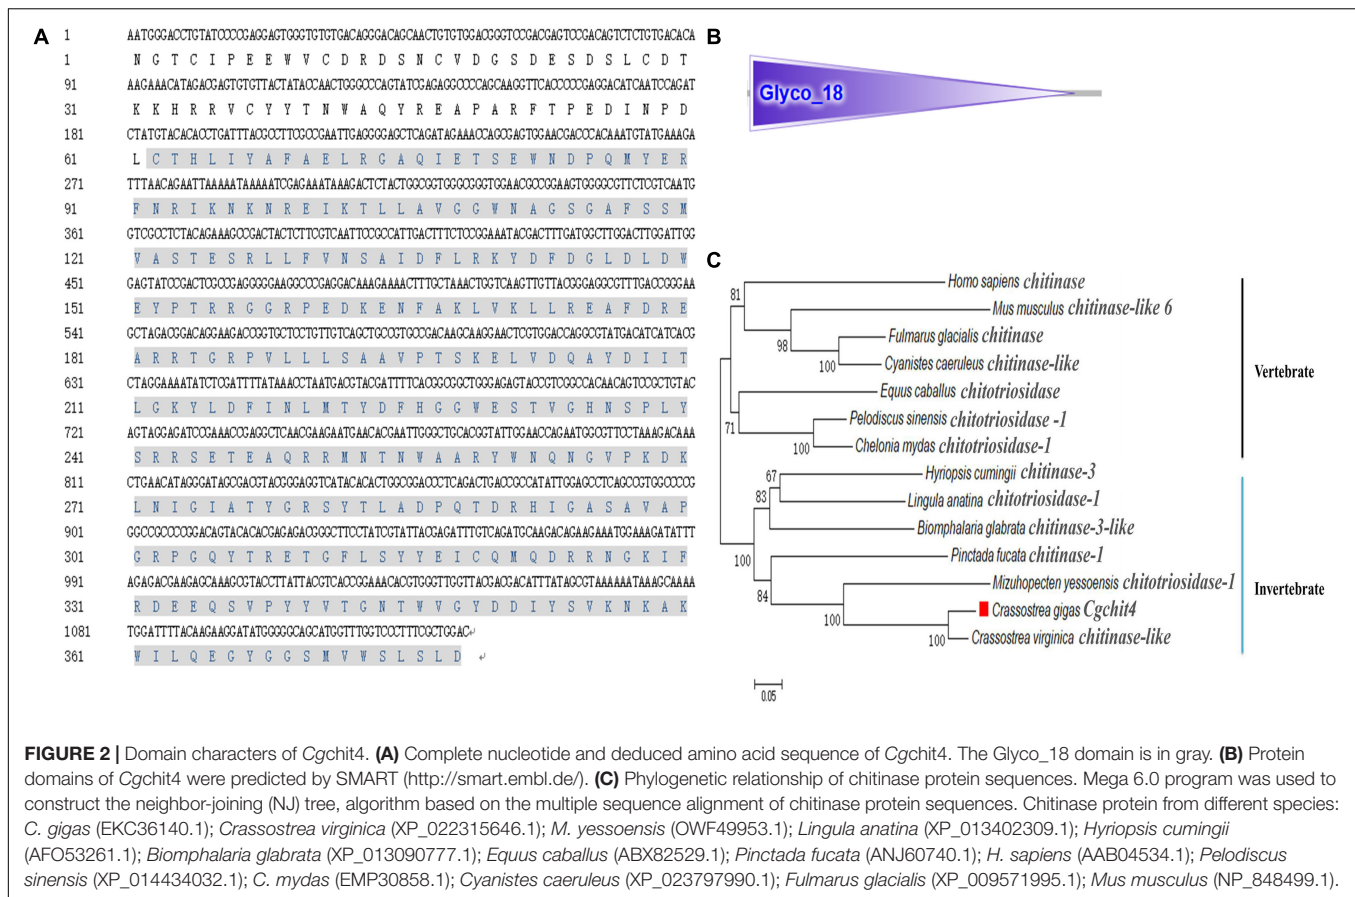 A
1 AATGGGACCTGTATCCCCGAGGAGTGGGTGTGTGACAGGGACAGCAACTGTGTGGACGGGTCCGACGAGTCCGACAGTCTCTGTGACACA
1 N G T C I P E E W V C D R D S N C V D G S D E S D S L C D T
91 AAGAAACATAGACGAGTGTGTTACTATACCAACTGGGCCCAGTATCGAGAGGCCCCAGCAAGGTTCACCCCCGAGGACATCAATCCAGAT
31 K K H R R V C Y Y T N W A Q Y R E A P A R F T P E D I N P D
181 CTATGTACACACCTGATTTACGCCTTCGCCGAATTGAGGGGAGCTCAGATAGAAACCAGCGAGTGGAACGACCCACAAATGTATGAAAGA
61 L C T H L I Y A F A E L R G A Q I E T S E W N D P Q M Y E R
271 TTTAACAGAATTAAAAATAAAAATCGAGAAATAAAGACTCTACTGGCGGTGGGCGGGTGGAACGCCGGAAGTGGGGCGTTCTCGTCAATG
91 F N R I K N K N R E I K T L L A V G G W N A G S G A F S S M
361 GTCGCCTCTACAGAAAGCCGACTACTCTTCGTCAATTCCGCCATTGACTTTCTCCGGAAATACGACTTTGATGGCTTGGACTTGGATTGG
121 V A S T E S R L L F V N S A I D F L R K Y D F D G L D L D W
451 GAGTATCCGACTCGCCGAGGGGGAAGGCCCGAGGACAAAGAAAACTTTGCTAAACTGGTCAAGTTGTTACGGGAGGCGTTTGACCGGGAA
151 E Y P T R R G G R P E D K E N F A K L V K L L R E A F D R E
541 GCTAGACGGACAGGAAGACCGGTGCTCCTGTTGTCAGCTGCCGTGCCGACAAGCAAGGAACTCGTGGACCAGGCGTATGACATCATCACG
181 A R R T G R P V L L L S A A V P T S K E L V D Q A Y D I I T
631 CTAGGAAAATATCTCGATTTTATAAACCTAATGACGTACGATTTTCACGGCGGCTGGGAGAGTACCGTCGGCCACAACAGTCCGCTGTAC
211 L G K Y L D F I N L M T Y D F H G G W E S T V G H N S P L Y
721 AGTAGGAGATCCGAAACCGAGGCTCAACGAAGAATGAACACGAATTGGGCTGCACGGTATTGGAACCAGAATGGCGTTCCTAAAGACAAA
241 S R R S E T E A Q R R M N T N W A A R Y W N Q N G V P K D K
811 CTGAACATAGGGATAGCGACGTACGGGAGGTCATACACACTGGCGGACCCTCAGACTGACCGCCATATTGGAGCCTCAGCCGTGGCCCCG
271 L N I G I A T Y G R S Y T L A D P Q T D R H I G A S A V A P
901 GGCCGCCCCGGACAGTACACACGAGAGACGGGCTTCCTATCGTATTACGAGATTTGTCAGATGCAAGACAGAAGAAATGGAAAGATATTT
301 G R P G Q Y T R E T G F L S Y Y E I C Q M Q D R R N G K I F
991 AGAGACGAAGAGCAAAGCGTACCTTATTACGTCACCGGAAACACGTGGGTTGGTTACGACGACATTTATAGCGTAAAAAATAAAGCAAAA
331 R D E E Q S V P Y Y V T G N T W V G Y D D I Y S V K N K A K
1081 TGGATTTTACAAGAAGGATATGGGGGCAGCATGGTTTGGTCCCTTTCGCTGGAC
361 W I L Q E G Y G G S M V W S L S L D
B
Glyco_18
C
Homo sapiens chitinase
81
Mus musculus chitinase-like 6
Fulmarus glacialis chitinase
98
Cyanistes caeruleus chitinase-like
100
Vertebrate
Equus caballus chitotriosidase
Pelodiscus sinensis chitotriosidase -1
71
Chelonia mydas chitotriosidase-1
100
Hyriopsis cumingii chitinase-3
67
83
Lingula anatina chitotriosidase-1
Biomphalaria glabrata chitinase-3-like
Pinctada fucata chitinase-1
100
Mizuhopecten yessoensis chitotriosidase-1
Invertebrate
84
Crassostrea gigas Cgchit4
100
Crassostrea virginica chitinase-like
100
0.05
FIGURE 2 | Domain characters of Cgchit4. (A) Complete nucleotide and deduced amino acid sequence of Cgchit4. The Glyco_18 domain is in gray. (B) Protein
domains of Cgchit4 were predicted by SMART (http://smart.embl.de/). (C) Phylogenetic relationship of chitinase protein sequences. Mega 6.0 program was used to
construct the neighbor-joining (NJ) tree, algorithm based on the multiple sequence alignment of chitinase protein sequences. Chitinase protein from different species:
C. gigas (EKC36140.1); Crassostrea virginica (XP_022315646.1); M. yessoensis (OWF49953.1); Lingula anatina (XP_013402309.1); Hyriopsis cumingii
(AFO53261.1); Biomphalaria glabrata (XP_013090777.1); Equus caballus (ABX82529.1); Pinctada fucata (ANJ60740.1); H. sapiens (AAB04534.1); Pelodiscus
sinensis (XP_014434032.1); C. mydas (EMP30858.1); Cyanistes caeruleus (XP_023797990.1); Fulmarus glacialis (XP_009571995.1); Mus musculus (NP_848499.1).